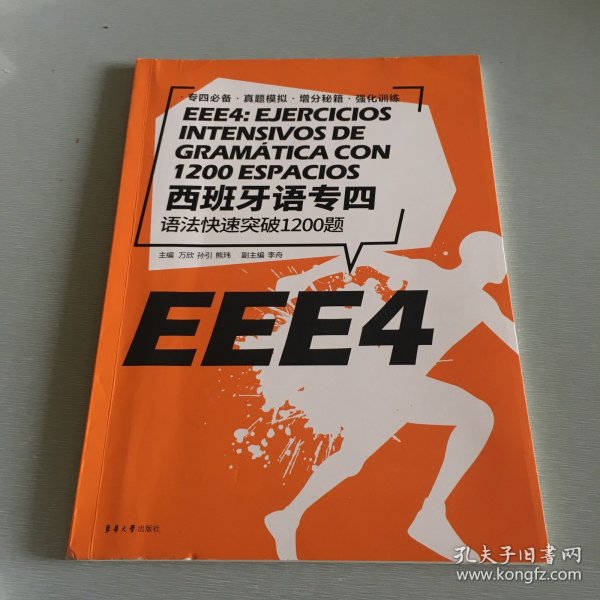 ·专四必备·真题模拟·增分秘籍·强化训练
EEE4: EJERCICIOS
INTENSIVOS DE
GRAMÁTICA CON
1200 ESPACIOS
西班牙语专四
语法快速突破1200题
主编 万欣 孙引 熊玮 副主编 李舟
EEE4
东华大学出版社
孔夫子旧书网
www.kongfz.com